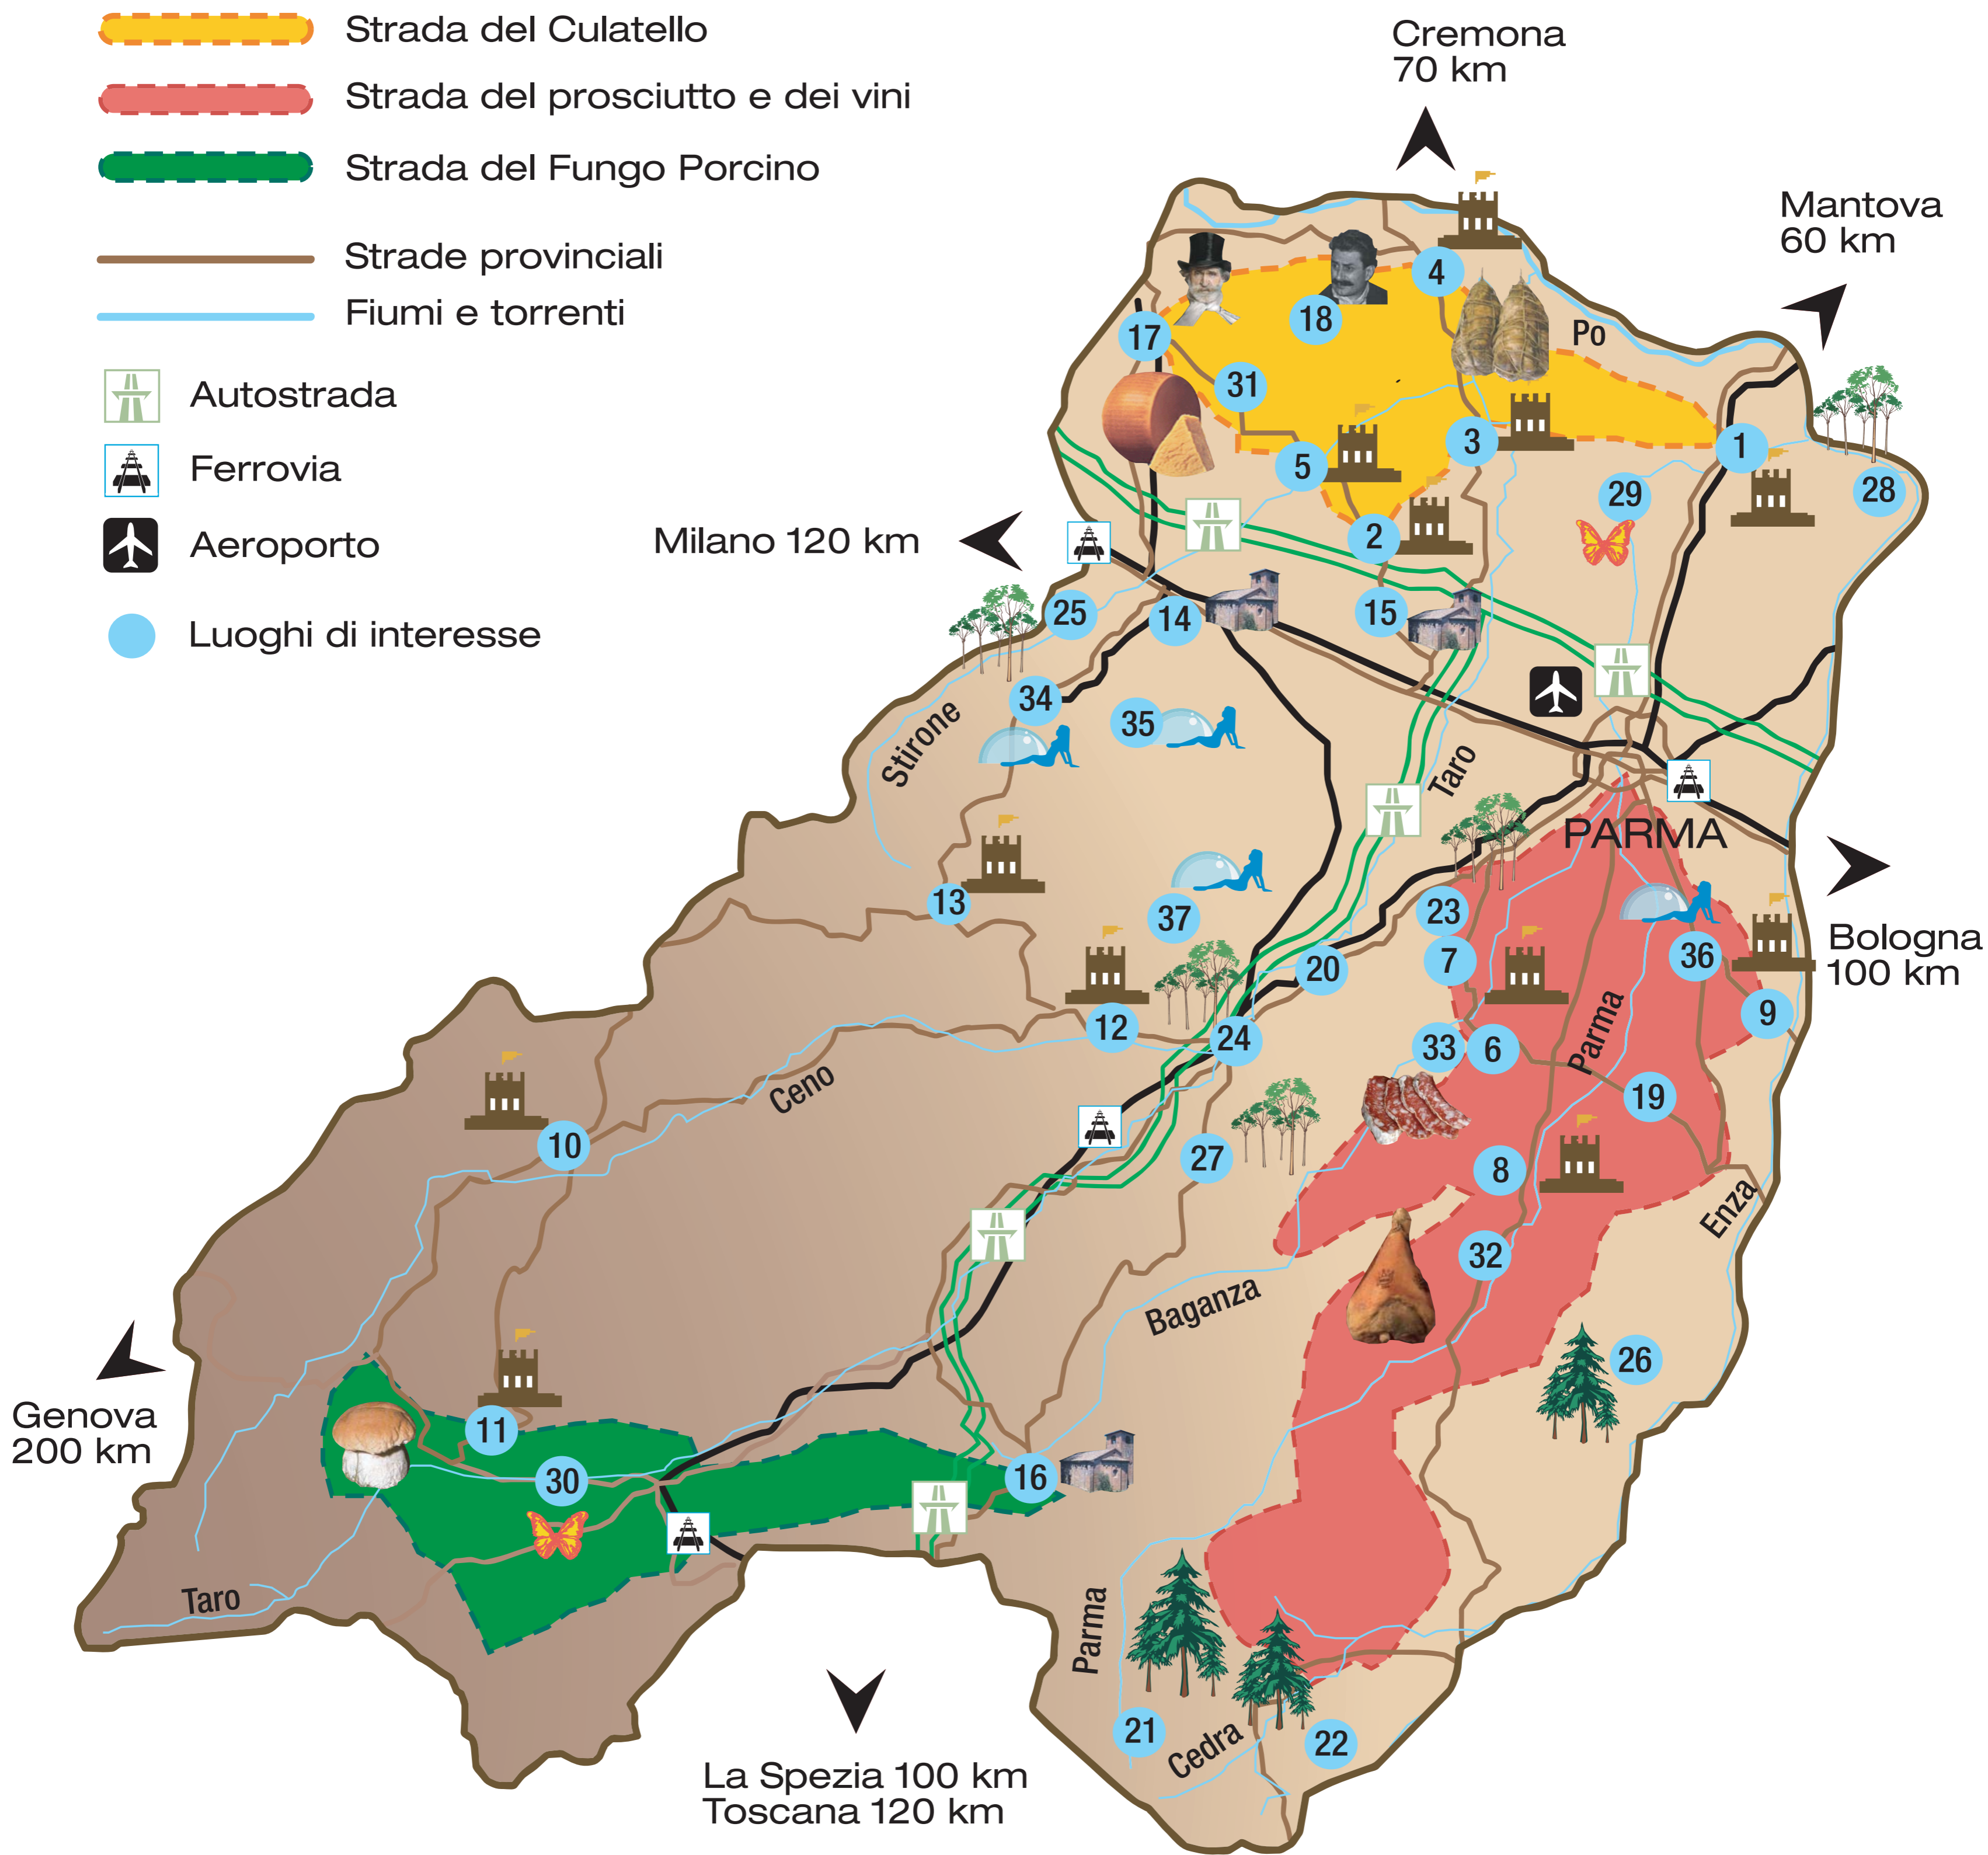 Strada del Culatello
Strada del prosciutto e dei vini
Strada del Fungo Porcino
Strade provinciali
Fiumi e torrenti
Autostrada
Ferrovia
Aeroporto
Luoghi di interesse
Cremona
70 km
Mantova
60 km
4
18
Po
17
31
3
1
5
29
28
2
Milano 120 km
25
14
15
34
35
Stirone
Taro
PARMA
13
37
23
7
36
Bologna
100 km
20
9
12
24
33
6
Parma
Ceno
19
10
27
8
Enza
32
Baganza
26
Genova
200 km
11
30
16
Taro
Parma
21
Cedra
22
La Spezia 100 km
Toscana 120 km